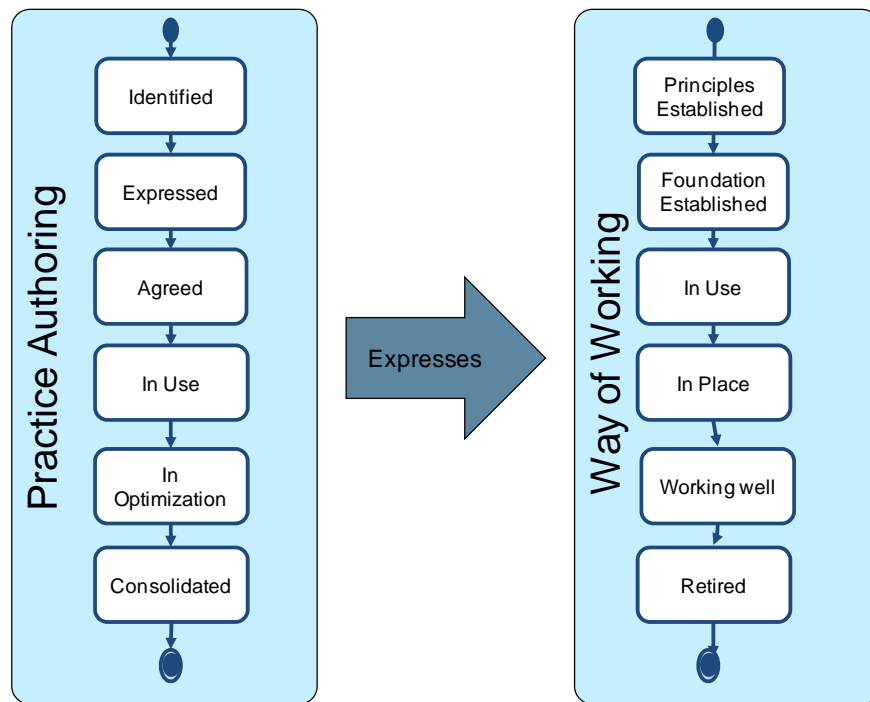 Practice Authoring
Identified
Expressed
Agreed
In Use
In
Optimization
Consolidated
Expresses
Way of Working
Principles
Established
Foundation
Established
In Use
In Place
Working well
Retired